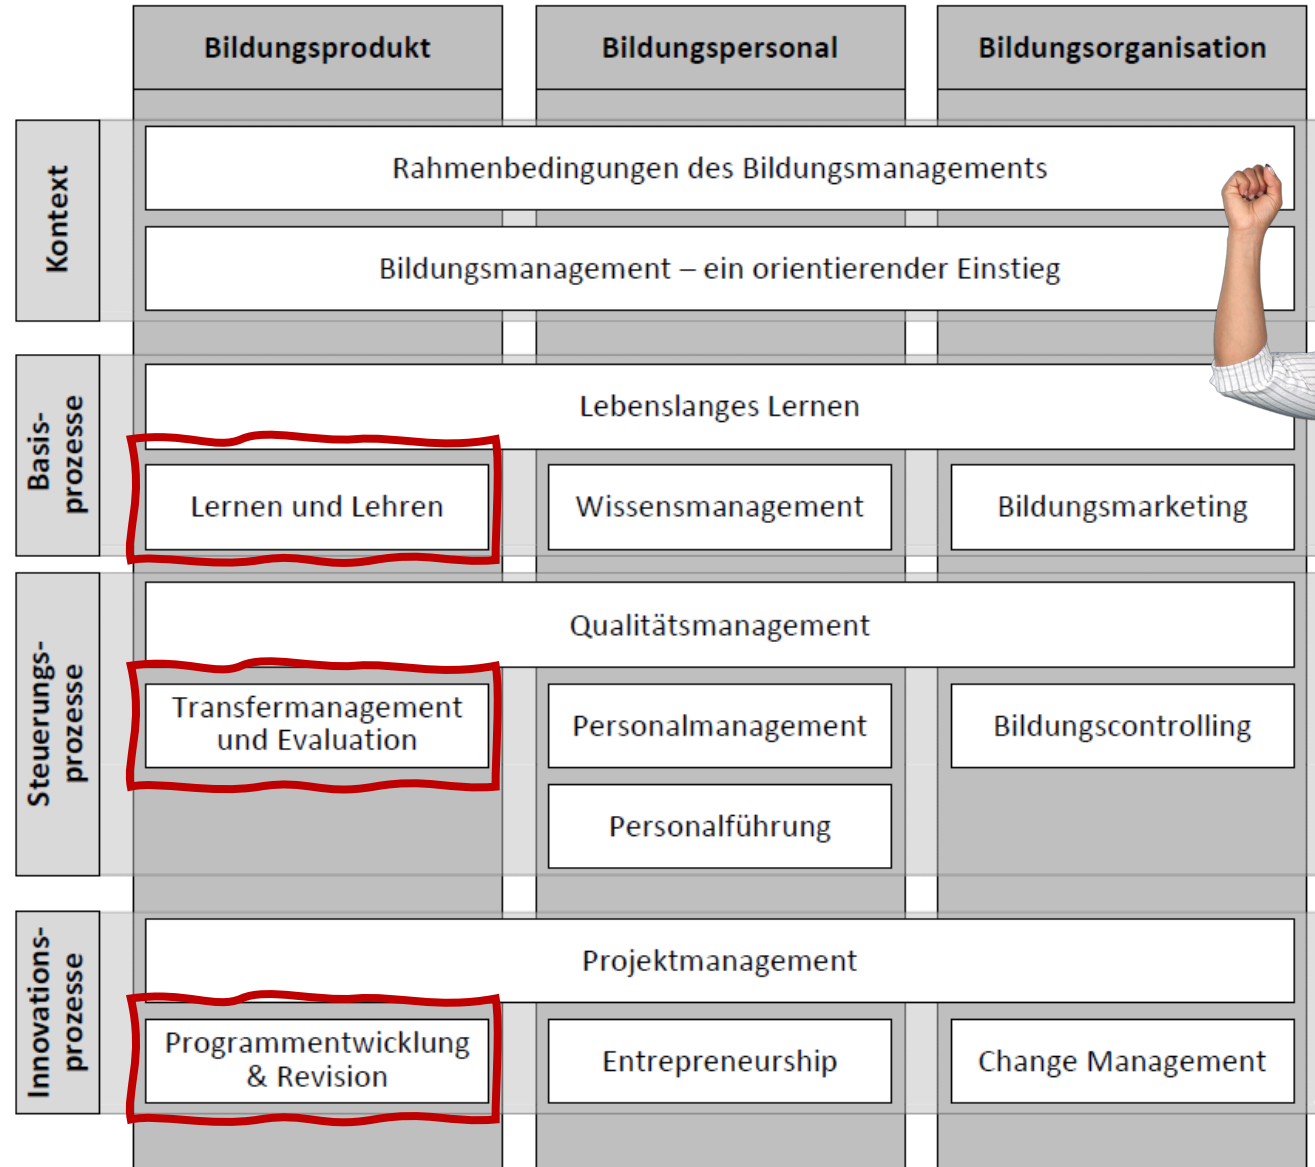 Bildungsprodukt
Bildungspersonal
Bildungsorganisation
Kontext
Rahmenbedingungen des Bildungsmanagements
Bildungsmanagement – ein orientierender Einstieg
Basis-
prozesse
Lebenslanges Lernen
Lernen und Lehren
Wissensmanagement
Bildungsmarketing
Steuerungs-
prozesse
Qualitätsmanagement
Transfermanagement
und Evaluation
Personalmanagement
Bildungscontrolling
Personalführung
Innovations-
prozesse
Projektmanagement
Programmentwicklung
& Revision
Entrepreneurship
Change Management